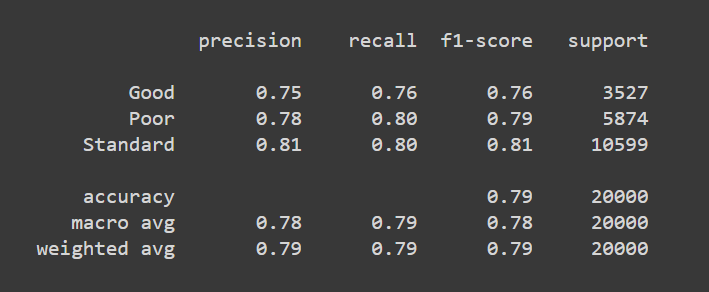 precision recall f1-score support
Good 0.75 0.76 0.76 3527
Poor 0.78 0.80 0.79 5874
Standard 0.81 0.80 0.81 10599
accuracy 0.79 20000
macro avg 0.78 0.79 0.78 20000
weighted avg 0.79 0.79 0.79 20000